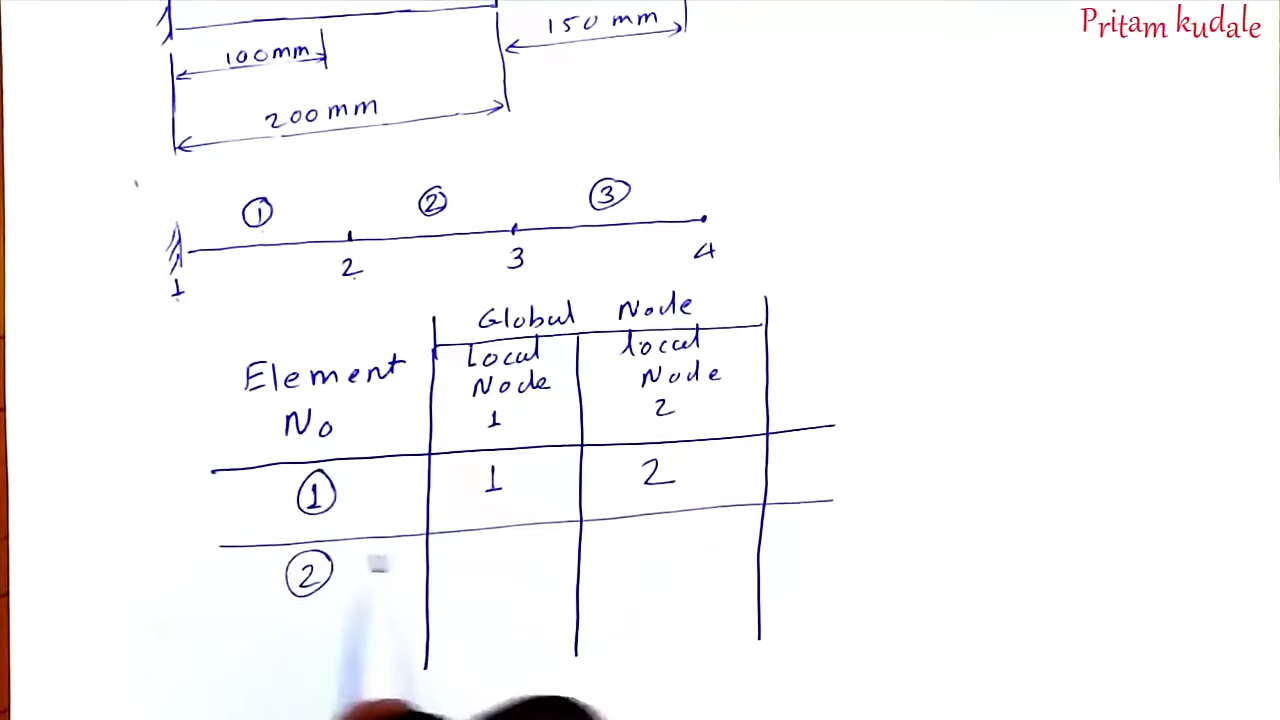 Pritam kudale
150 mm
100mm
200mm
1 2 3
1 2 3 4
Global Node
Element No
Local Node 1
local Node 2
1 1 2
2